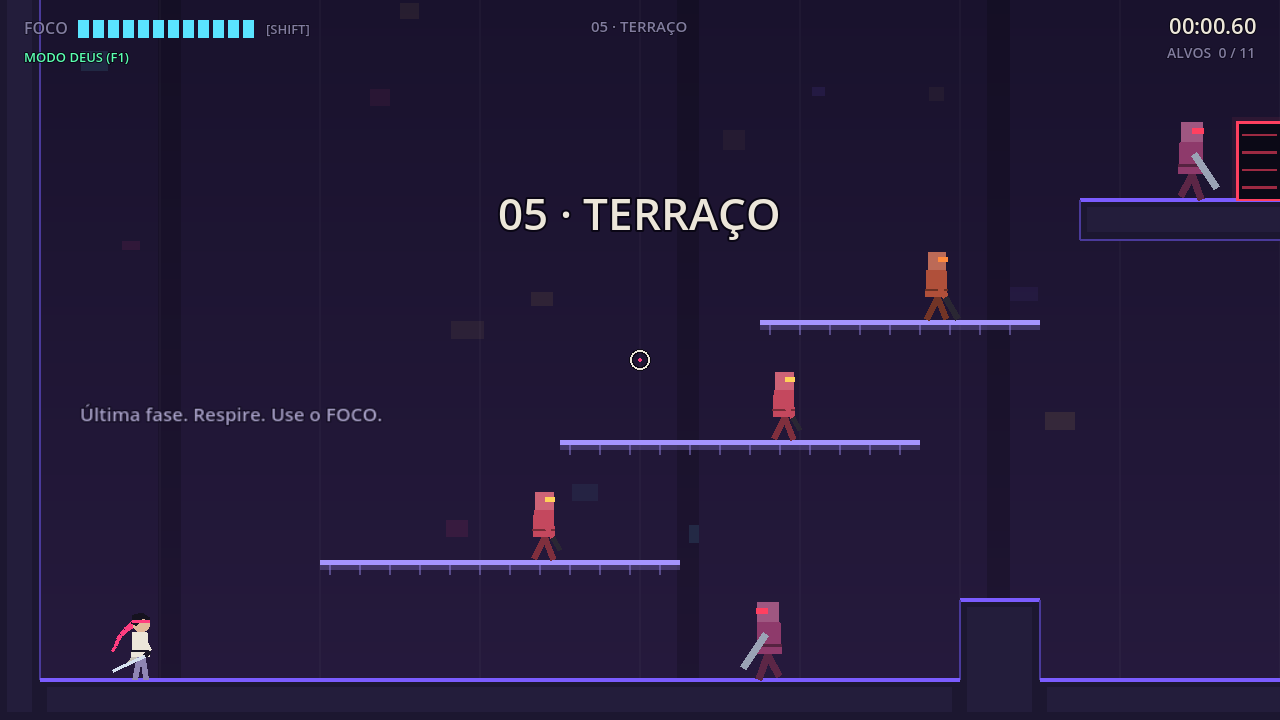 FOCO [SHIFT]
MODO DEUS (F1)
05 · TERRAÇO
00:00.60
ALVOS 0 / 11
05 · TERRAÇO
Última fase. Respire. Use o FOCO.